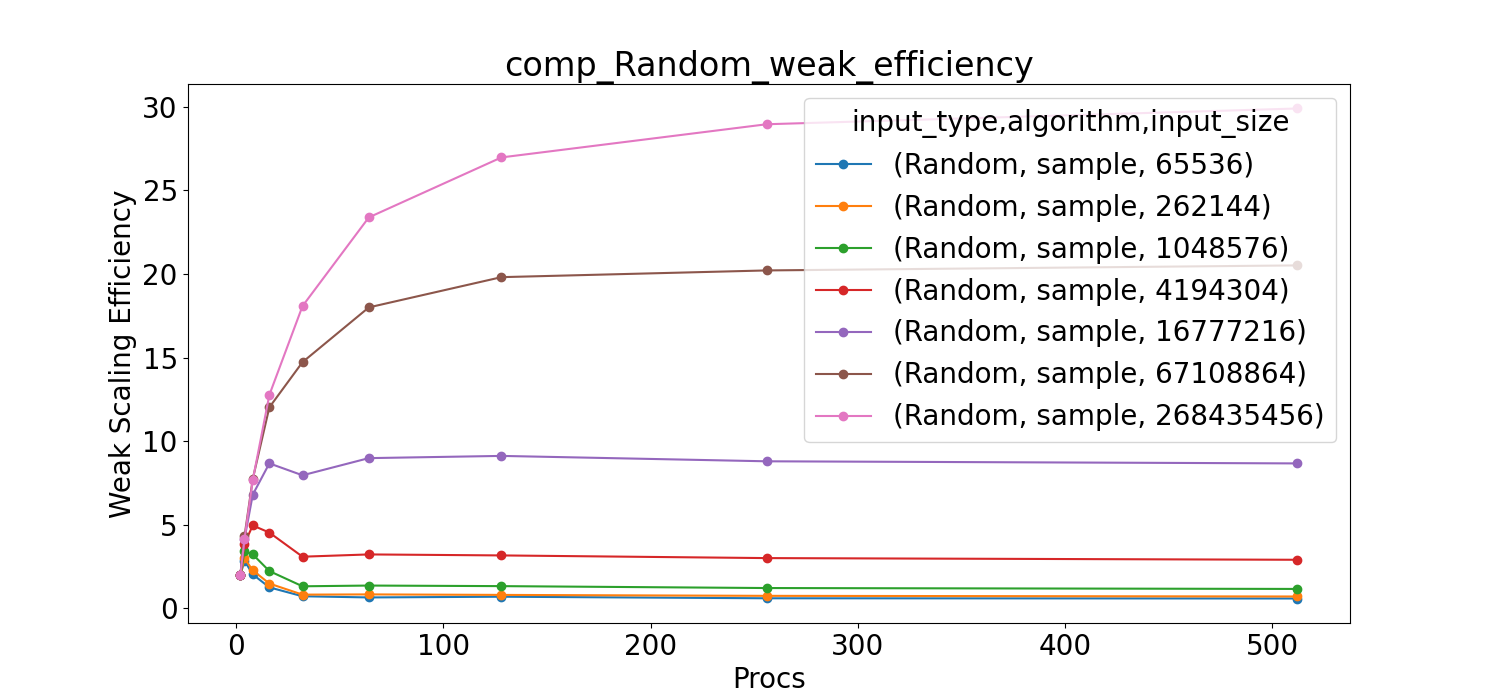 comp_Random_weak_efficiency
Weak Scaling Efficiency
30
25
20
15
10
5
0
input_type,algorithm,input_size
(Random, sample, 65536)
(Random, sample, 262144)
(Random, sample, 1048576)
(Random, sample, 4194304)
(Random, sample, 16777216)
(Random, sample, 67108864)
(Random, sample, 268435456)
0 100 200 300 400 500
Procs